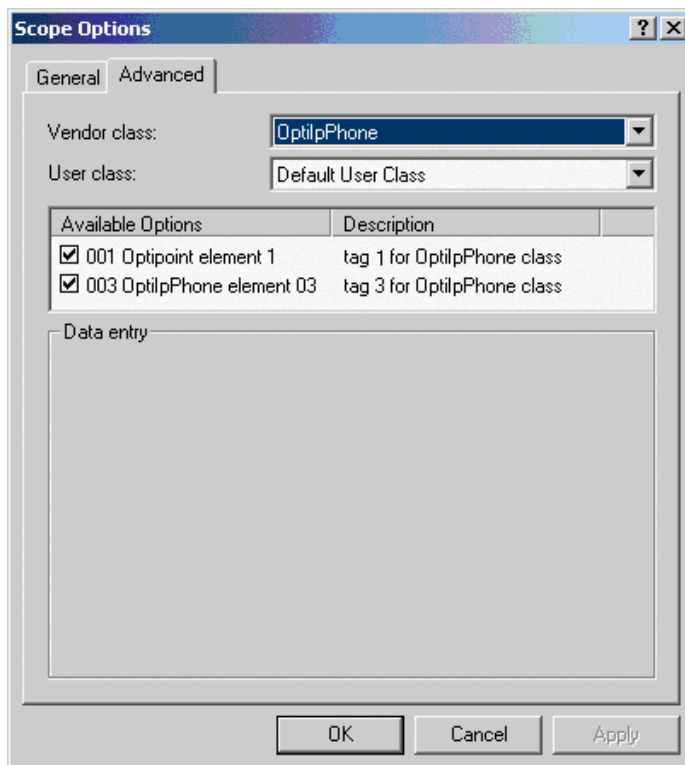 Scope Options
General Advanced
Vendor class: OptiIpPhone
User class: Default User Class
Available Options Description
001 Optipoint element 1 tag 1 for OptiIpPhone class
003 OptiIpPhone element 03 tag 3 for OptiIpPhone class
Data entry
OK Cancel Apply